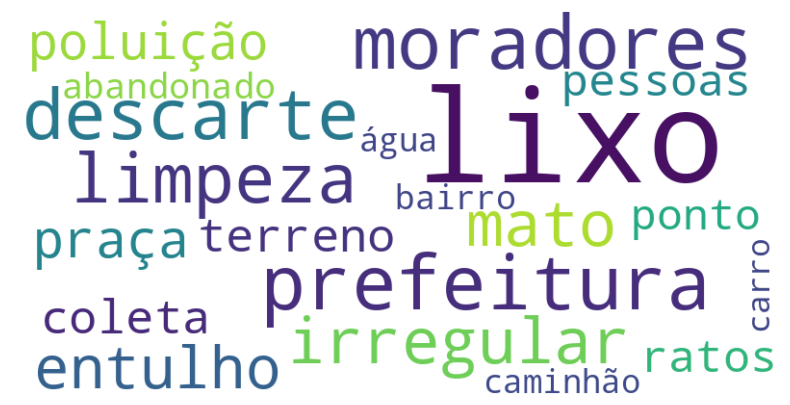 poluição
moradores
abandonado
pessoas
descarte
lixo
água
limpeza
bairro
mato
ponto
praça
terreno
carro
prefeitura
coleta
irregular
entulho
ratos
caminhão